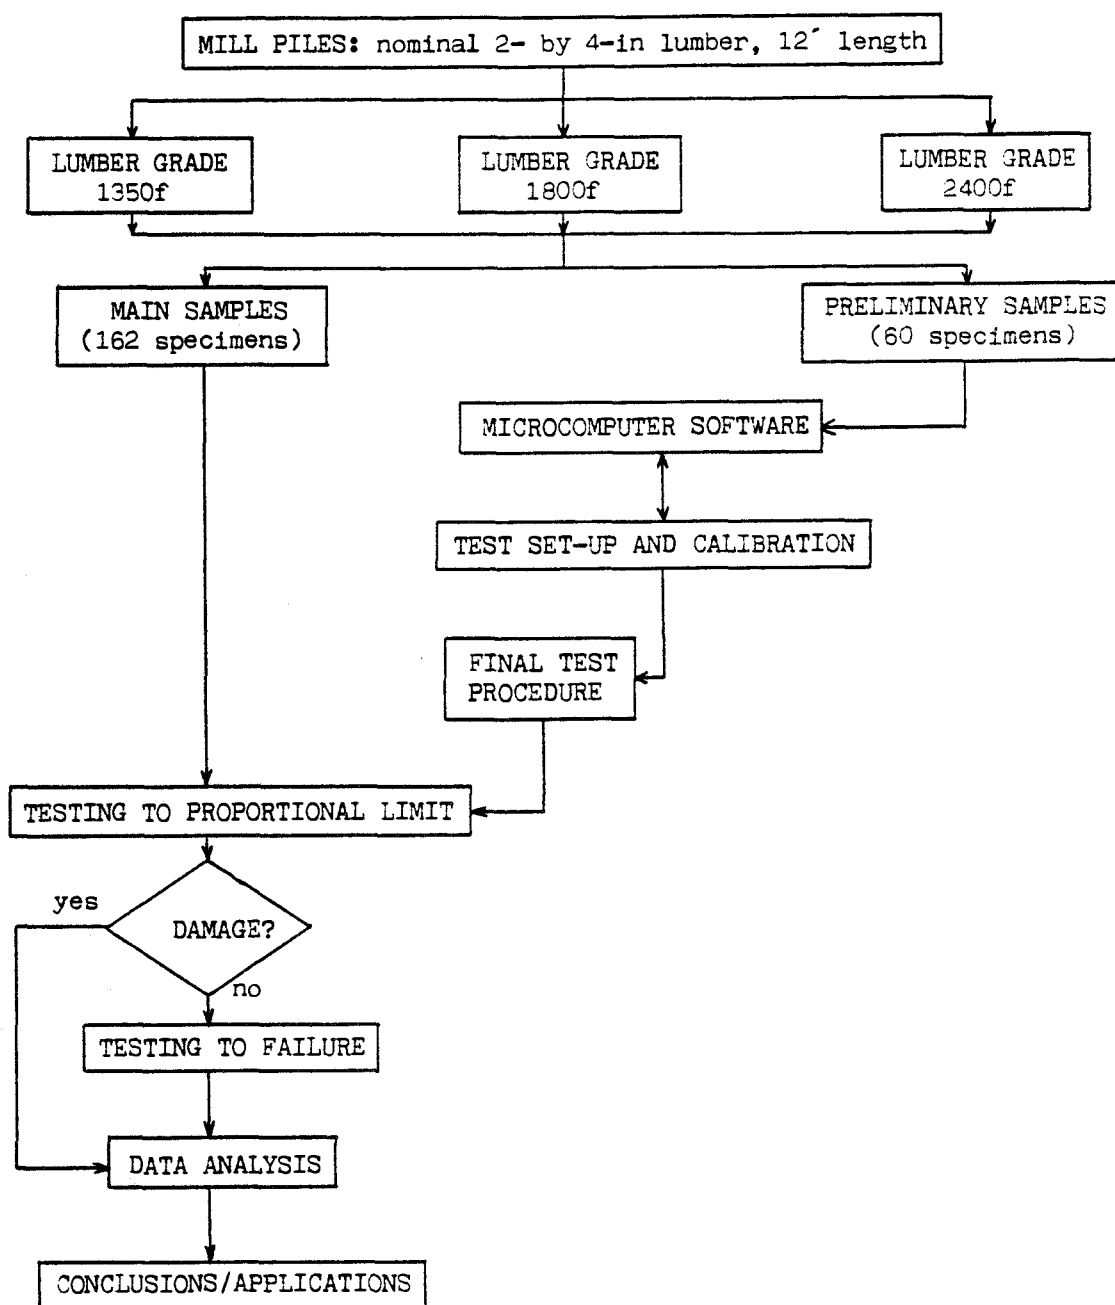 MILL PILES: nominal 2- by 4-in lumber, 12´ length
LUMBER GRADE
1350f
LUMBER GRADE
1800f
LUMBER GRADE
2400f
MAIN SAMPLES
(162 specimens)
PRELIMINARY SAMPLES
(60 specimens)
MICROCOMPUTER SOFTWARE
TEST SET-UP AND CALIBRATION
FINAL TEST
PROCEDURE
TESTING TO PROPORTIONAL LIMIT
yes
DAMAGE?
no
TESTING TO FAILURE
DATA ANALYSIS
CONCLUSIONS/APPLICATIONS